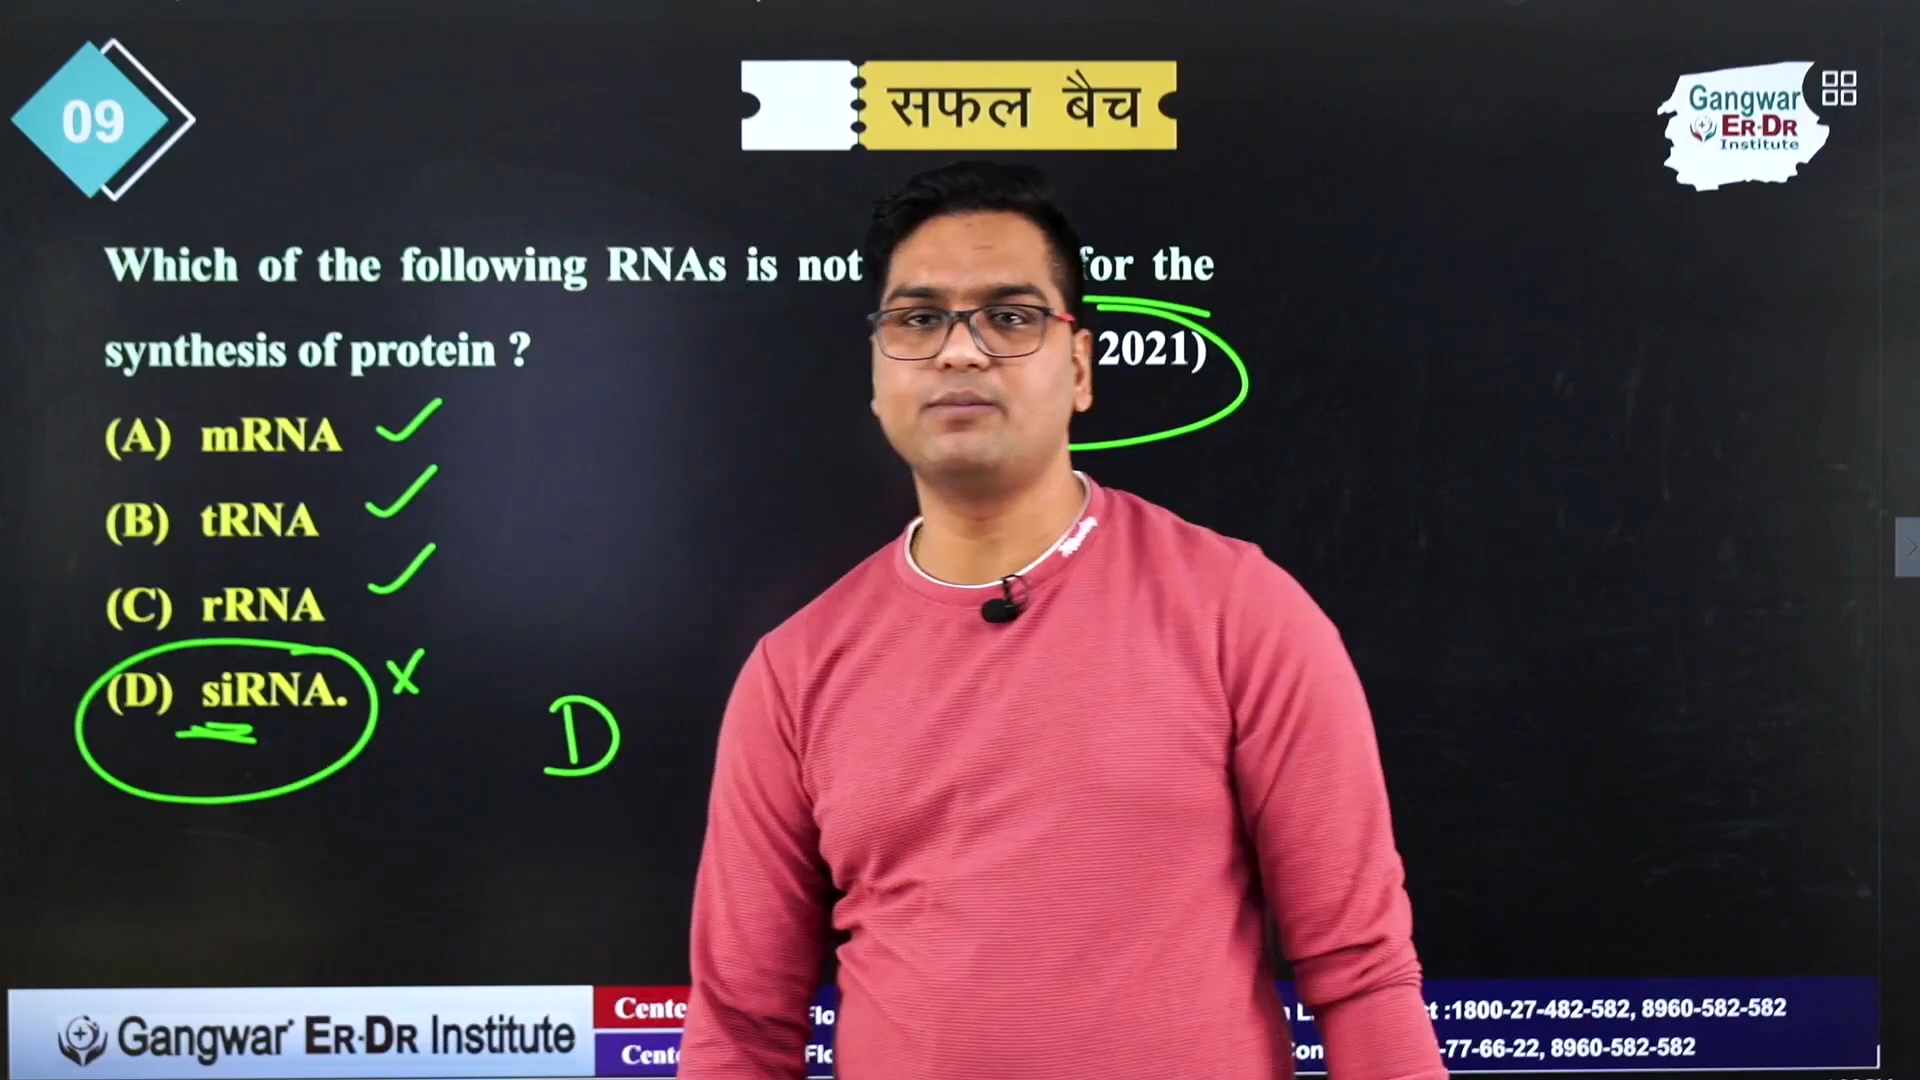 09
सफल बैच
Gangwar
ER-DR
Institute
Which of the following RNAs is not for the
synthesis of protein ? 2021)
(A) mRNA
(B) tRNA
(C) rRNA
(D) siRNA.
D
Gangwar ER·DR Institute
:1800-27-482-582, 8960-582-582
-77-66-22, 8960-582-582